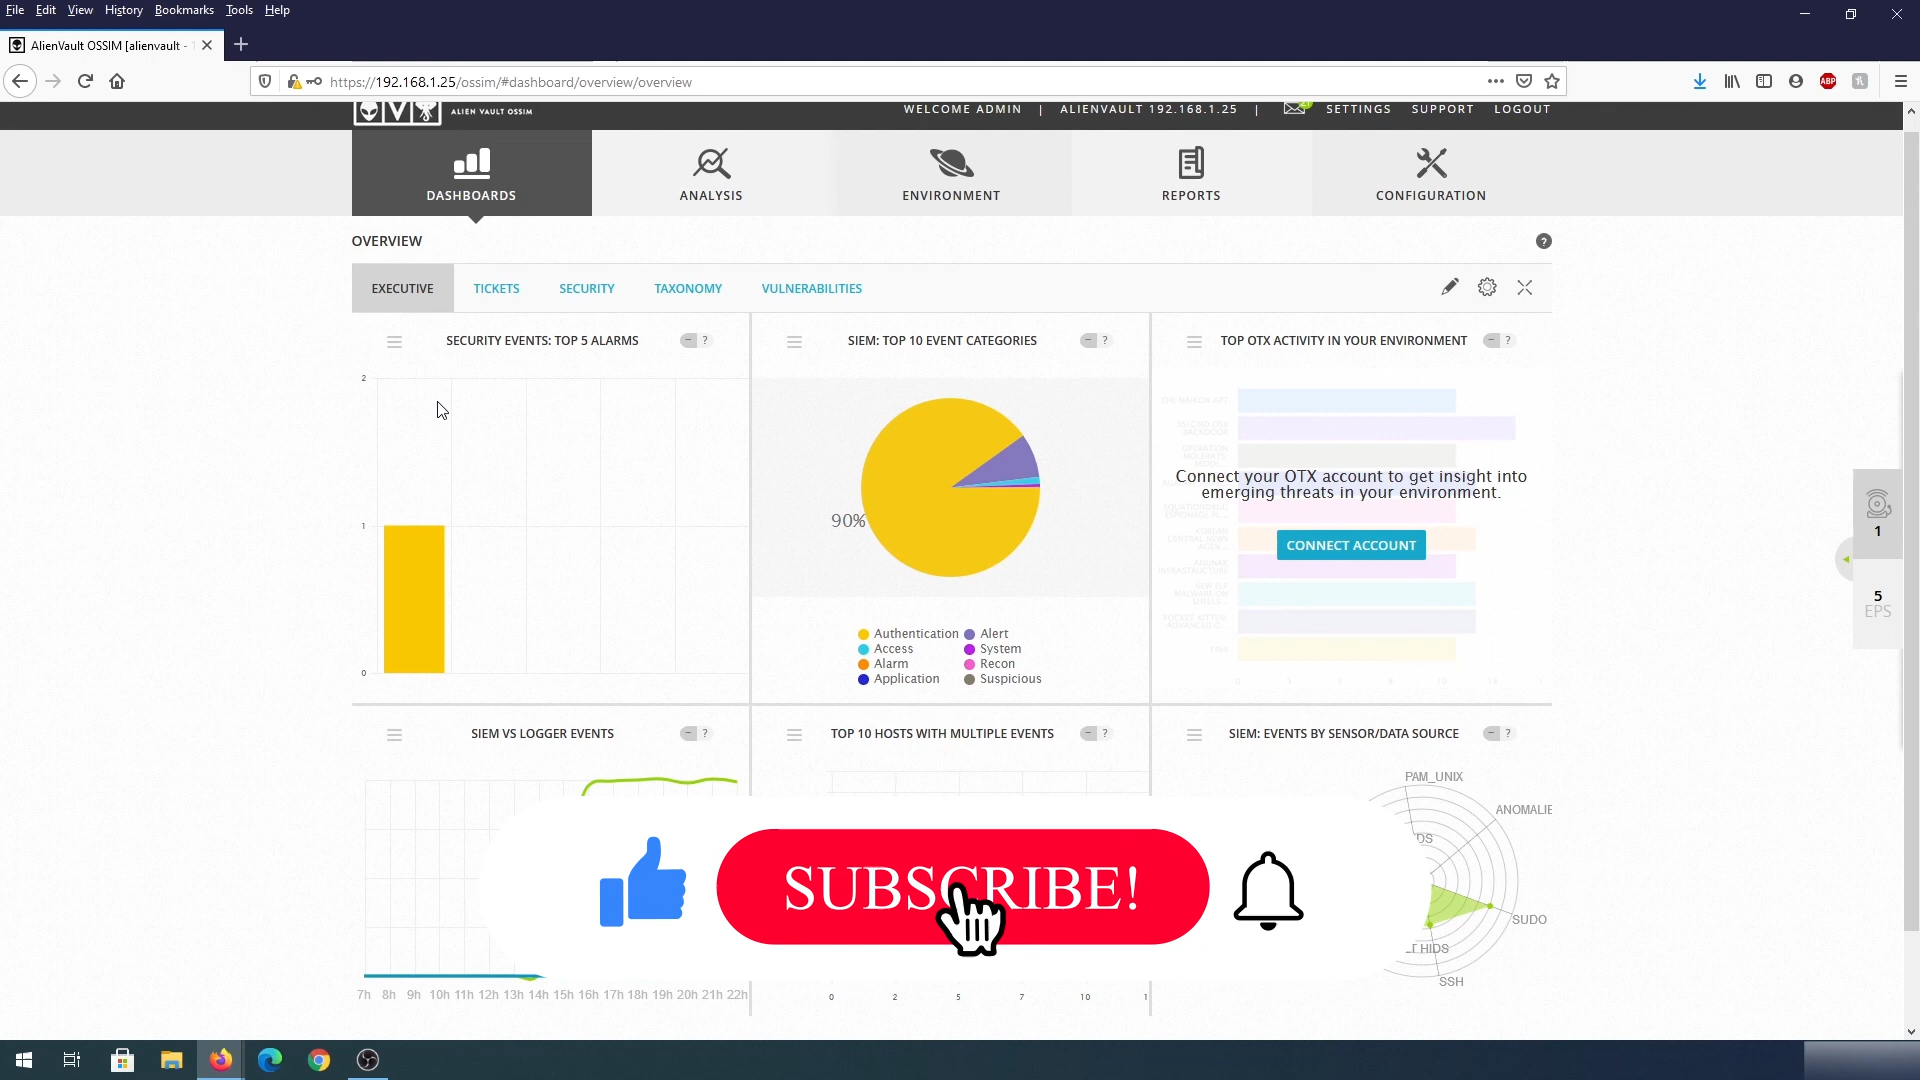 File Edit View History Bookmarks Tools Help
AlienVault OSSIM [alienvault -
https://192.168.1.25/ossim/#dashboard/overview/overview
ABP
ALIEN VAULT OSSIM
WELCOME ADMIN | ALIENVAULT 192.168.1.25 | SETTINGS SUPPORT LOGOUT
DASHBOARDS ANALYSIS ENVIRONMENT REPORTS CONFIGURATION
OVERVIEW ?
EXECUTIVE TICKETS SECURITY TAXONOMY VULNERABILITIES
SECURITY EVENTS: TOP 5 ALARMS - ?
2
1
0
SIEM: TOP 10 EVENT CATEGORIES - ?
90%
Authentication Alert
Access System
Alarm Recon
Application Suspicious
TOP OTX ACTIVITY IN YOUR ENVIRONMENT - ?
Connect your OTX account to get insight into
emerging threats in your environment.
CONNECT ACCOUNT
1
5
EPS
SIEM VS LOGGER EVENTS - ?
7h 8h 9h 10h 11h 12h 13h 14h 15h 16h 17h 18h 19h 20h 21h 22h
TOP 10 HOSTS WITH MULTIPLE EVENTS - ?
0 2 5 7 10 1
SIEM: EVENTS BY SENSOR/DATA SOURCE - ?
PAM_UNIX
ANOMALIE
DS
SUDO
HIDS
SSH
SUBSCRIBE!